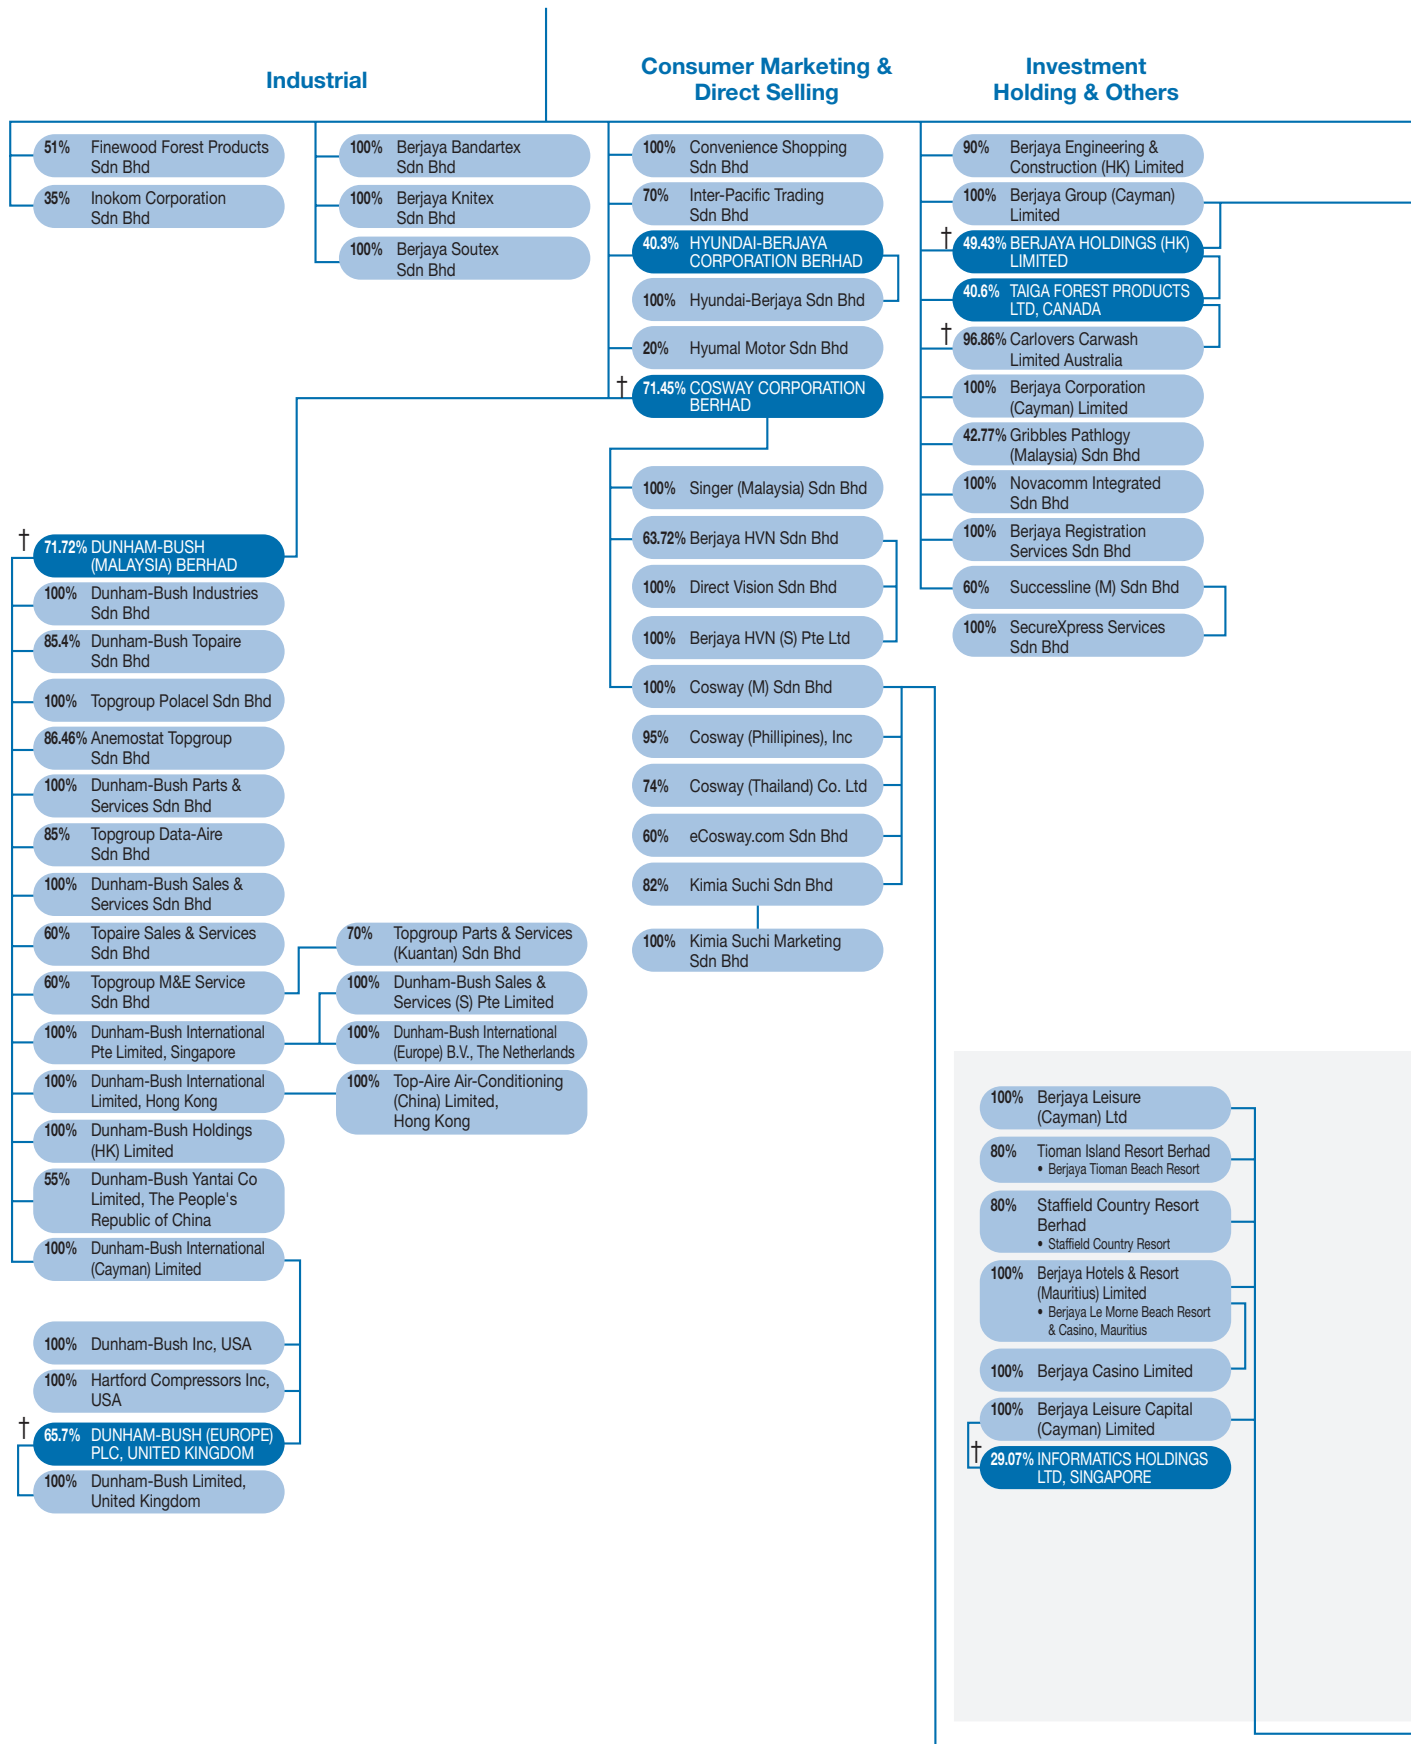 Industrial
51% Finewood Forest Products
Sdn Bhd
35% Inokom Corporation
Sdn Bhd
100% Berjaya Bandartex
Sdn Bhd
100% Berjaya Knitex
Sdn Bhd
100% Berjaya Soutex
Sdn Bhd
†
71.72% DUNHAM-BUSH
(MALAYSIA) BERHAD
100% Dunham-Bush Industries
Sdn Bhd
85.4% Dunham-Bush Topaire
Sdn Bhd
100% Topgroup Polacel Sdn Bhd
86.46% Anemostat Topgroup
Sdn Bhd
100% Dunham-Bush Parts &
Services Sdn Bhd
85% Topgroup Data-Aire
Sdn Bhd
100% Dunham-Bush Sales &
Services Sdn Bhd
60% Topaire Sales & Services
Sdn Bhd
60% Topgroup M&E Service
Sdn Bhd
100% Dunham-Bush International
Pte Limited, Singapore
100% Dunham-Bush International
Limited, Hong Kong
100% Dunham-Bush Holdings
(HK) Limited
55% Dunham-Bush Yantai Co
Limited, The People's
Republic of China
100% Dunham-Bush International
(Cayman) Limited
100% Dunham-Bush Inc, USA
100% Hartford Compressors Inc,
USA
†
65.7% DUNHAM-BUSH (EUROPE)
PLC, UNITED KINGDOM
100% Dunham-Bush Limited,
United Kingdom
70% Topgroup Parts & Services
(Kuantan) Sdn Bhd
100% Dunham-Bush Sales &
Services (S) Pte Limited
100% Dunham-Bush International
(Europe) B.V., The Netherlands
100% Top-Aire Air-Conditioning
(China) Limited,
Hong Kong
Consumer Marketing &
Direct Selling
100% Convenience Shopping
Sdn Bhd
70% Inter-Pacific Trading
Sdn Bhd
40.3% HYUNDAI-BERJAYA
CORPORATION BERHAD
100% Hyundai-Berjaya Sdn Bhd
20% Hyumal Motor Sdn Bhd
†
71.45% COSWAY CORPORATION
BERHAD
100% Singer (Malaysia) Sdn Bhd
63.72% Berjaya HVN Sdn Bhd
100% Direct Vision Sdn Bhd
100% Berjaya HVN (S) Pte Ltd
100% Cosway (M) Sdn Bhd
95% Cosway (Phillipines), Inc
74% Cosway (Thailand) Co. Ltd
60% eCosway.com Sdn Bhd
82% Kimia Suchi Sdn Bhd
100% Kimia Suchi Marketing
Sdn Bhd
Investment
Holding & Others
90% Berjaya Engineering &
Construction (HK) Limited
100% Berjaya Group (Cayman)
Limited
†
49.43% BERJAYA HOLDINGS (HK)
LIMITED
40.6% TAIGA FOREST PRODUCTS
LTD, CANADA
†
96.86% Carlovers Carwash
Limited Australia
100% Berjaya Corporation
(Cayman) Limited
42.77% Gribbles Pathlogy
(Malaysia) Sdn Bhd
100% Novacomm Integrated
Sdn Bhd
100% Berjaya Registration
Services Sdn Bhd
60% Successline (M) Sdn Bhd
100% SecureXpress Services
Sdn Bhd
100% Berjaya Leisure
(Cayman) Ltd
80% Tioman Island Resort Berhad
• Berjaya Tioman Beach Resort
80% Staffield Country Resort
Berhad
• Staffield Country Resort
100% Berjaya Hotels & Resort
(Mauritius) Limited
• Berjaya Le Morne Beach Resort
& Casino, Mauritius
100% Berjaya Casino Limited
100% Berjaya Leisure Capital
(Cayman) Limited
†
29.07% INFORMATICS HOLDINGS
LTD, SINGAPORE